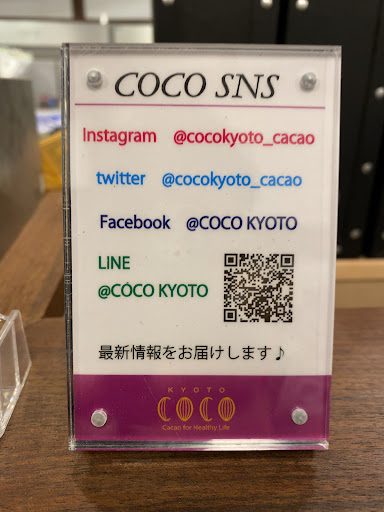 COCO SNS
Instagram @cocokyoto_cacao
twitter @cocokyoto_cacao
Facebook @COCO KYOTO
LINE
@COCO KYOTO
最新情報をお届けします♪
KYOTO
COCO
Cacao for Healthy Life